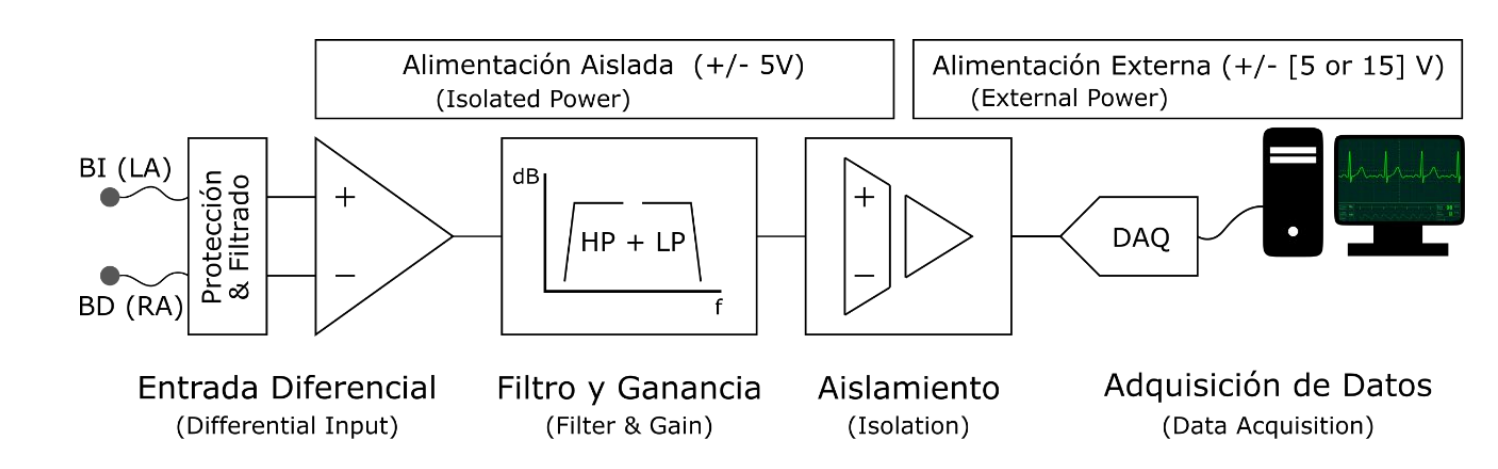 Alimentación Aislada (+/- 5V)
(Isolated Power)
Alimentación Externa (+/- [5 or 15] V)
(External Power)
BI (LA)
BD (RA)
Protección
& Filtrado
+
−
dB
HP + LP
f
+
−
DAQ
Entrada Diferencial
(Differential Input)
Filtro y Ganancia
(Filter & Gain)
Aislamiento
(Isolation)
Adquisición de Datos
(Data Acquisition)